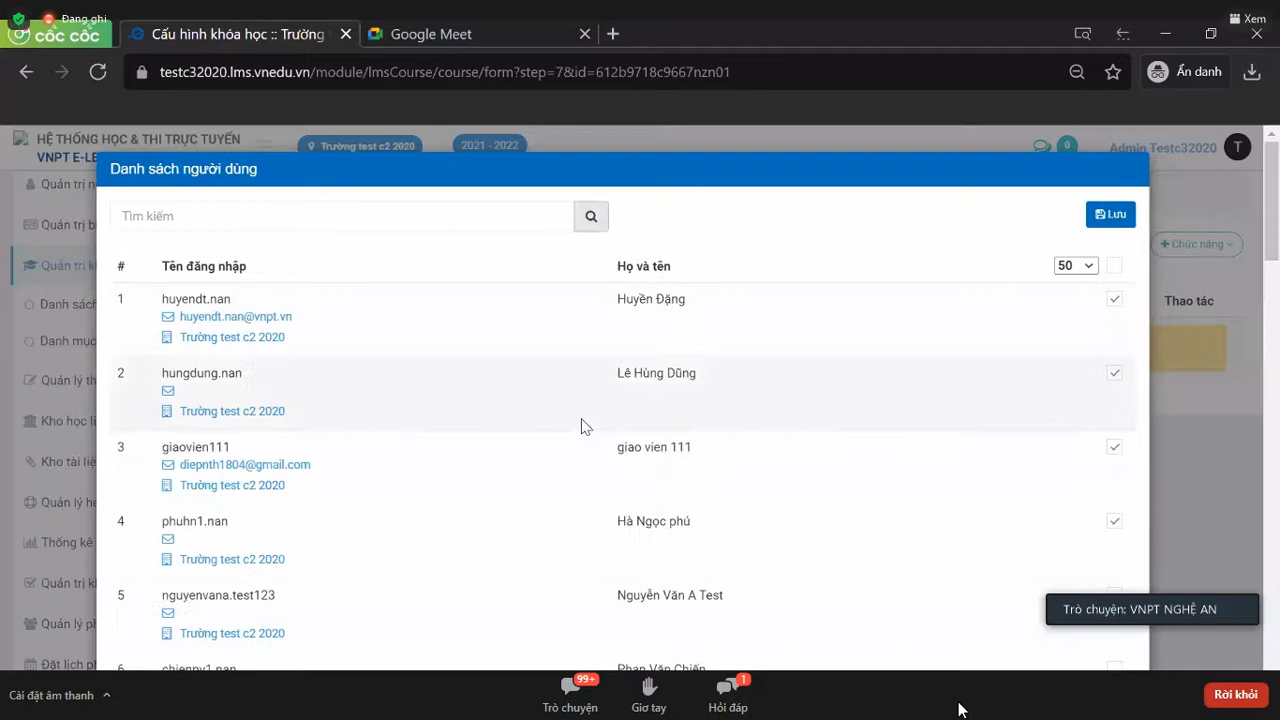 Đang ghi
Xem
CỐC CỐC
Cấu hình khóa học :: Trường
Google Meet
testc32020.lms.vnedu.vn/module/lmsCourse/course/form?step=7&id=612b9718c9667nzn01
Ẩn danh
HỆ THỐNG HỌC & THI TRỰC TUYẾN
VNPT E-LE
Trường test c2 2020
2021 - 2022
0
Admin Testc32020
T
Danh sách người dùng
Quản trị n
Tìm kiếm
Lưu
Quản trị b
Chức năng
Quản trị k
# Tên đăng nhập Họ và tên 50
Danh sách
Thao tác
1 huyendt.nan Huyền Đặng
huyendt.nan@vnpt.vn
Trường test c2 2020
Danh mục
2 hungdung.nan Lê Hùng Dũng
Quản lý th
Trường test c2 2020
Kho học li
3 giaovien111 giao vien 111
diepnth1804@gmail.com
Kho tài liệ
Trường test c2 2020
Quản lý he
4 phuhn1.nan Hà Ngọc phú
Thống kê
Trường test c2 2020
Quản trị k
5 nguyenvana.test123 Nguyễn Văn A Test
Trò chuyện: VNPT NGHỆ AN
Quản lý p
Trường test c2 2020
Đặt lịch p
6 chienpv1.nan Phan Văn Chiến
Cài đặt âm thanh
99+
Trò chuyện
Giơ tay
1
Hỏi đáp
Rời khỏi